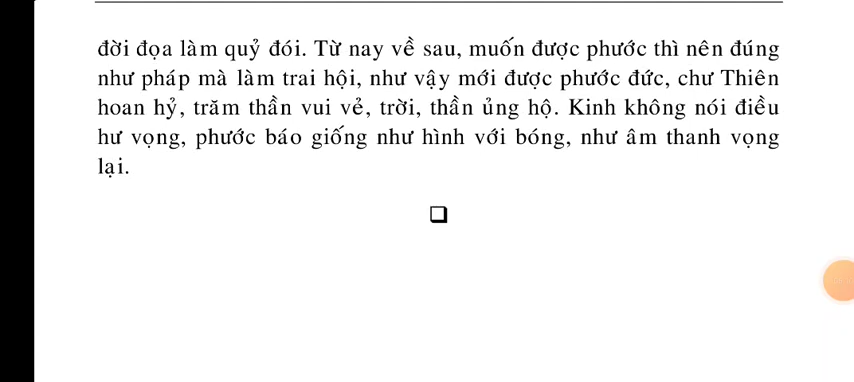 đời đọa làm quỷ đói. Từ nay về sau, muốn được phước thì nên đúng
như pháp mà làm trai hội, như vậy mới được phước đức, chư Thiên
hoan hỷ, trăm thần vui vẻ, trời, thần ủng hộ. Kinh không nói điều
hư vọng, phước báo giống như hình với bóng, như âm thanh vọng
lại.